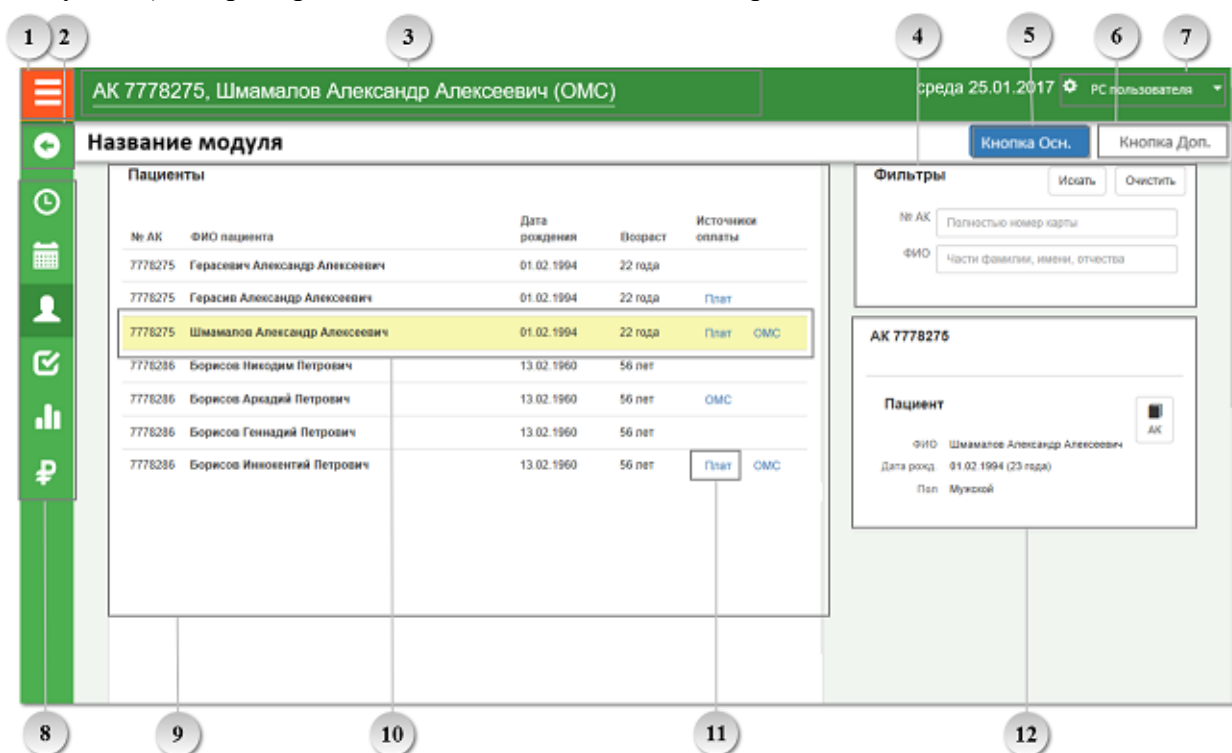 1 2 3 4 5 6 7
АК 7778275, Шмамалов Александр Алексеевич (ОМС)
среда 25.01.2017 РС пользователя
Название модуля
Кнопка Осн. Кнопка Доп.
Пациенты
№ АК ФИО пациента Дата рождения Возраст Источники оплаты
7778275 Герасевич Александр Алексеевич 01.02.1994 22 года
7778275 Герасив Александр Алексеевич 01.02.1994 22 года Плат
7778275 Шмамалов Александр Алексеевич 01.02.1994 22 года Плат ОМС
7778286 Борисов Никодим Петрович 13.02.1960 56 лет
7778286 Борисов Аркадий Петрович 13.02.1960 56 лет ОМС
7778286 Борисов Геннадий Петрович 13.02.1960 56 лет
7778286 Борисов Иннокентий Петрович 13.02.1960 56 лет Плат ОМС
Фильтры Искать Очистить
№ АК Полностью номер карты
ФИО Части фамилии, имени, отчества
АК 7778275
Пациент
АК
ФИО Шмамалов Александр Алексеевич
Дата рожд. 01.02.1994 (23 года)
Пол Мужской
8 9 10 11 12